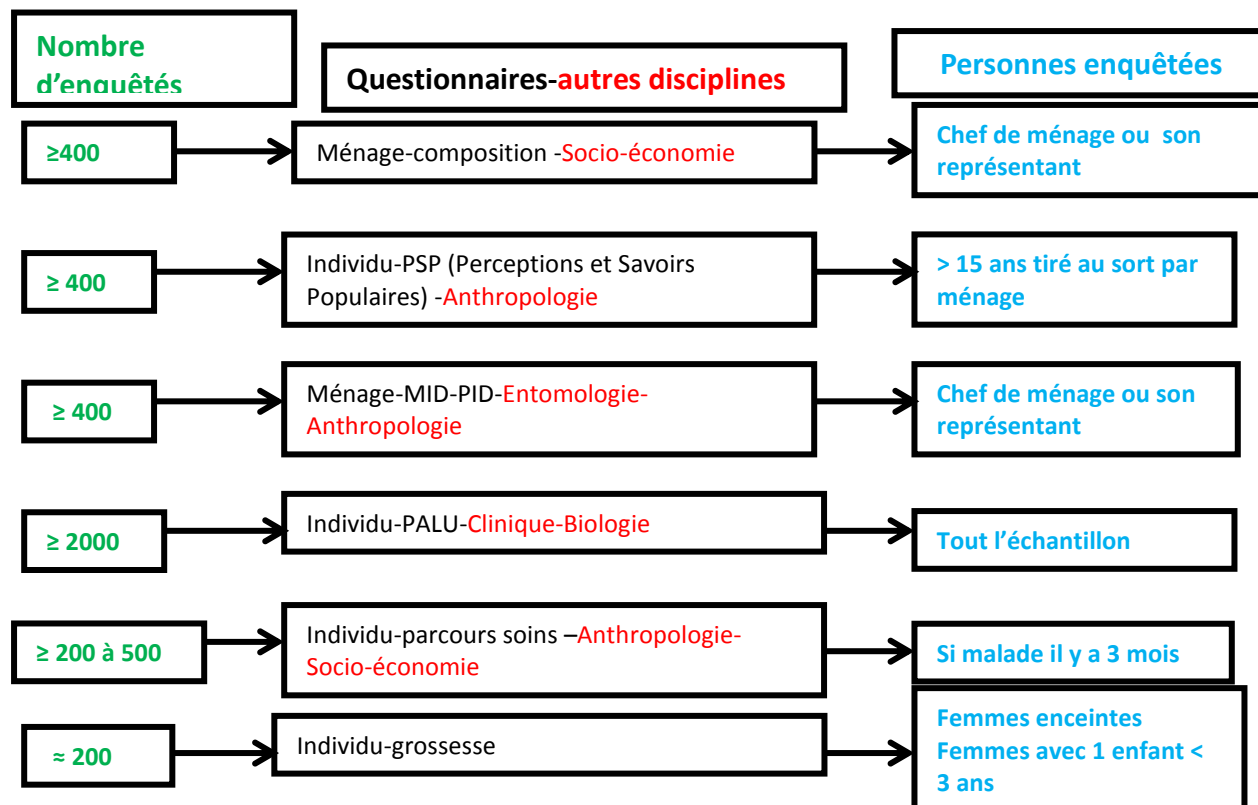 Nombre
d'enquêtés
Questionnaires-autres disciplines
Personnes enquêtées
≥400
Ménage-composition -Socio-économie
Chef de ménage ou son
représentant
≥ 400
Individu-PSP (Perceptions et Savoirs
Populaires) -Anthropologie
> 15 ans tiré au sort par
ménage
≥ 400
Ménage-MID-PID-Entomologie-
Anthropologie
Chef de ménage ou son
représentant
≥ 2000
Individu-PALU-Clinique-Biologie
Tout l'échantillon
≥ 200 à 500
Individu-parcours soins –Anthropologie-
Socio-économie
Si malade il y a 3 mois
≈ 200
Individu-grossesse
Femmes enceintes
Femmes avec 1 enfant <
3 ans